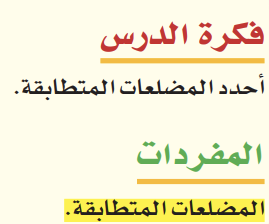 فكرة الدرس
أحدد المضلعات المتطابقة.
المفردات
المضلعات المتطابقة.